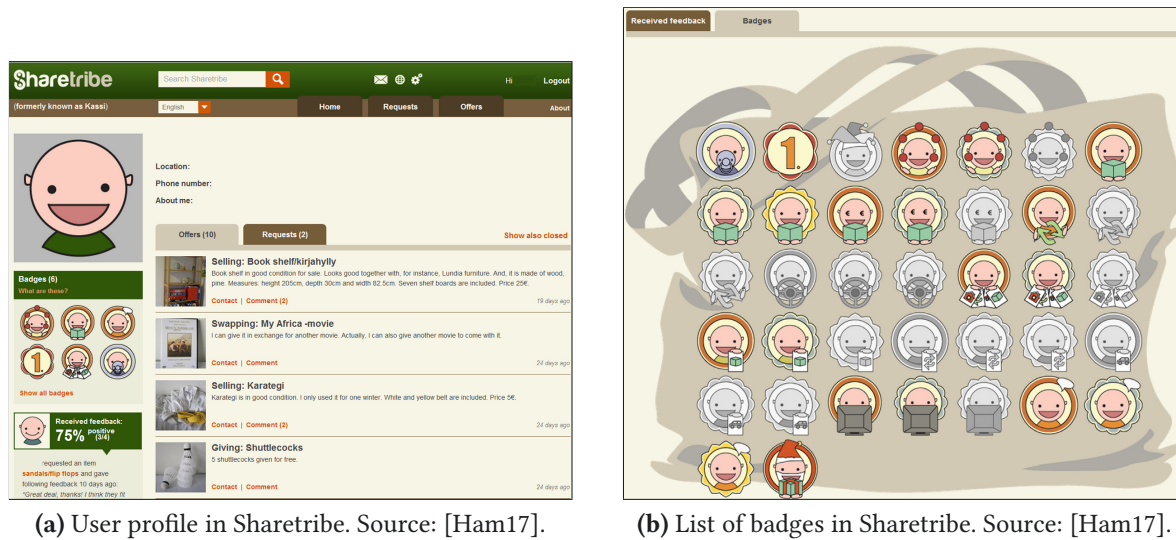 Sharetribe
Search Sharetribe
Hi
Logout
(formerly known as Kassi)
English
Home
Requests
Offers
About
Location:
Phone number:
About me:
Offers (10)
Requests (2)
Show also closed
Badges (6)
What are these?
1
Show all badges
Received feedback:
75% positive
(3/4)
requested an item
sandals/flip flops and gave
following feedback 10 days ago:
"Great deal, thanks! I think they fit
Selling: Book shelf/kirjahylly
Book shelf in good condition for sale. Looks good together with, for instance, Lundia furniture. And, it is made of wood,
pine. Measures: height 205cm, depth 30cm and width 82.5cm. Seven shelf boards are included. Price 25€.
Contact | Comment (2)
19 days ago
Swapping: My Africa -movie
I can give it in exchange for another movie. Actually, I can also give another movie to come with it.
Contact | Comment
24 days ago
Selling: Karategi
Karategi is in good condition. I only used it for one winter. White and yellow belt are included. Price 5€.
Contact | Comment (2)
24 days ago
Giving: Shuttlecocks
5 shuttlecocks given for free.
Contact | Comment
24 days ago
(a) User profile in Sharetribe. Source: [Ham17].
Received feedback
Badges
1.
(b) List of badges in Sharetribe. Source: [Ham17].